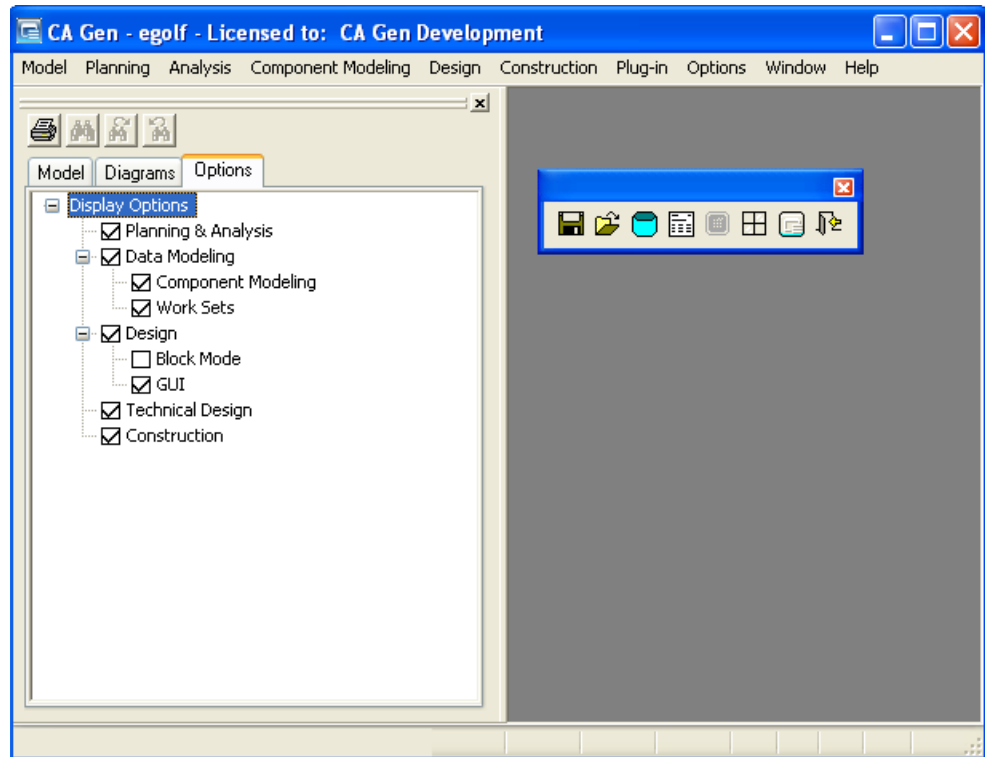 CA Gen - egolf - Licensed to: CA Gen Development
Model Planning Analysis Component Modeling Design Construction Plug-in Options Window Help
Model Diagrams Options
Display Options
Planning & Analysis
Data Modeling
Component Modeling
Work Sets
Design
Block Mode
GUI
Technical Design
Construction